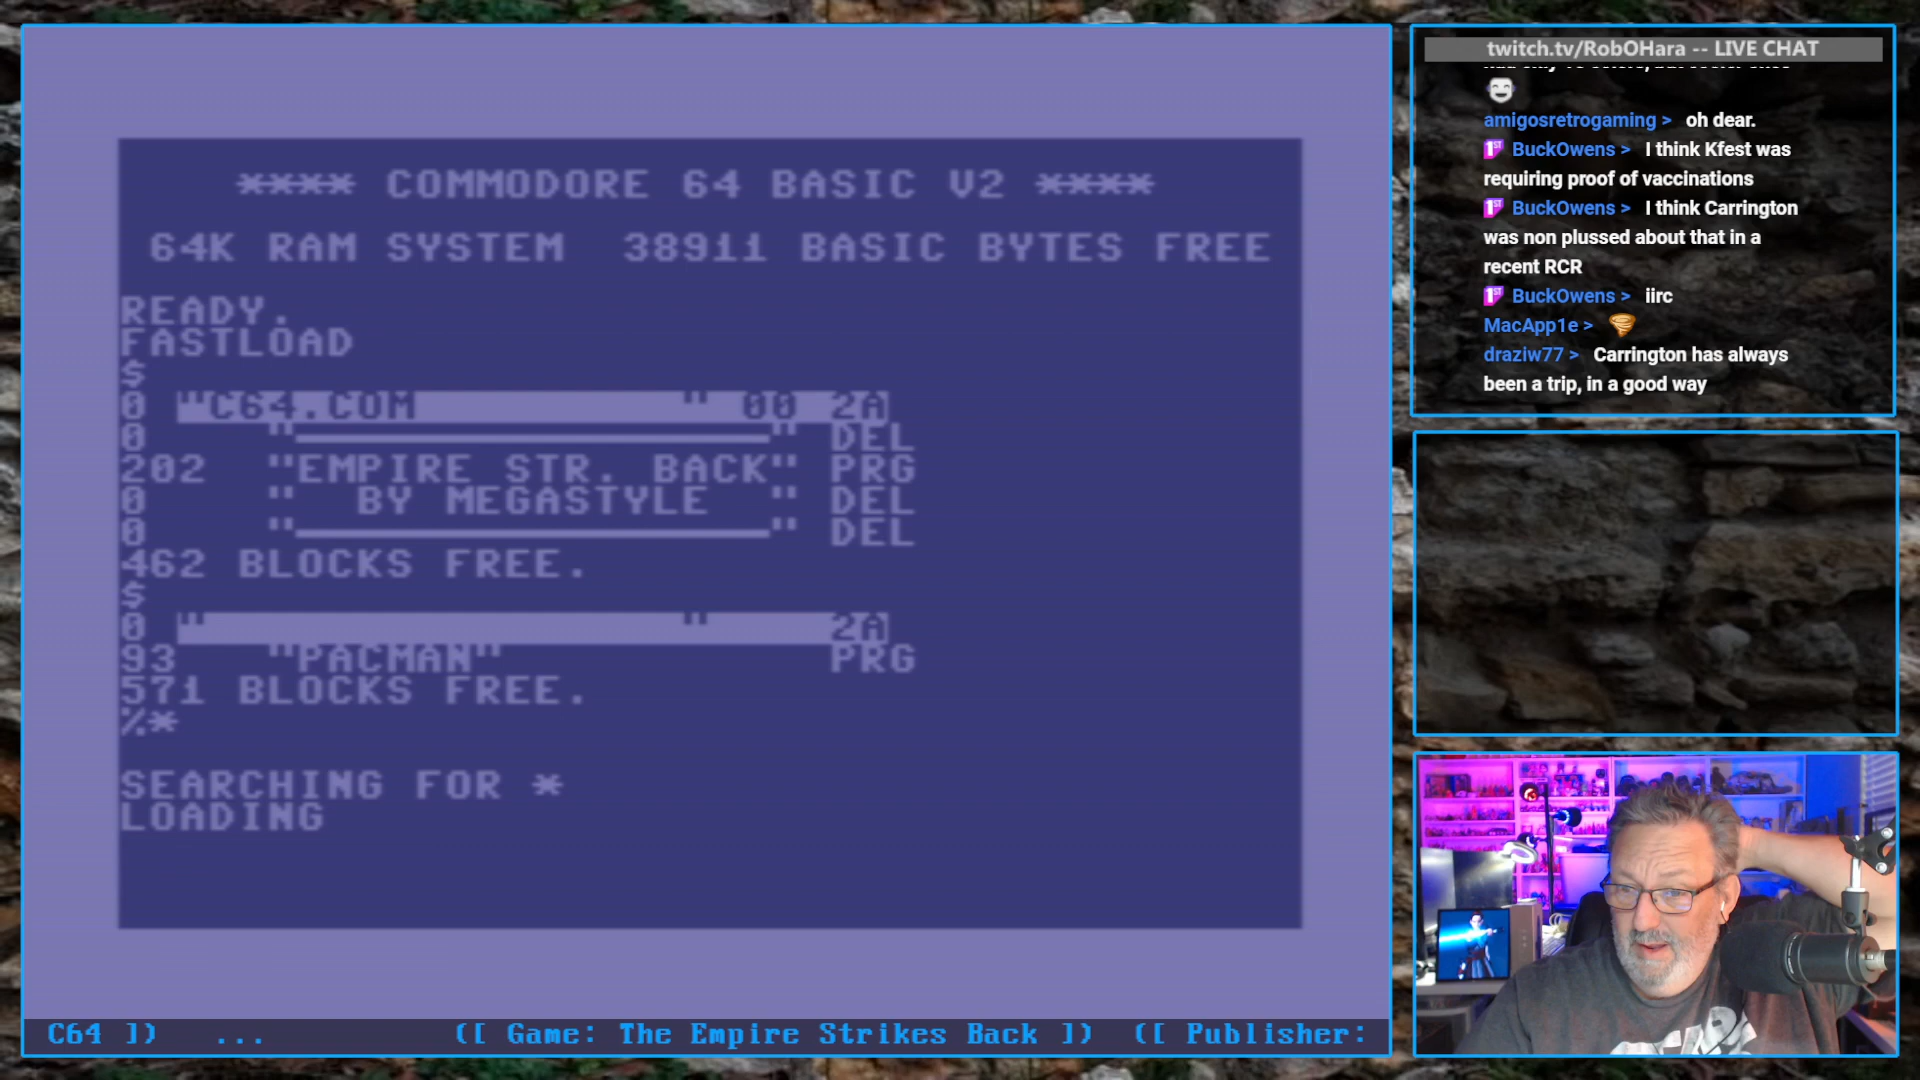 **** COMMODORE 64 BASIC V2 ****
64K RAM SYSTEM  38911 BASIC BYTES FREE
READY.
FASTLOAD
$
0 "C64.COM " 00 2A
0 "────────────────" DEL
202 "EMPIRE STR. BACK" PRG
0 " BY MEGASTYLE " DEL
0 "────────────────" DEL
462 BLOCKS FREE.
$
0 " " 2A
93 "PACMAN" PRG
571 BLOCKS FREE.
%*
SEARCHING FOR *
LOADING
C64 ]) ... ([ Game: The Empire Strikes Back ]) ([ Publisher:
twitch.tv/RobOHara -- LIVE CHAT
amigosretrogaming > oh dear.
1ST BuckOwens > I think Kfest was
requiring proof of vaccinations
1ST BuckOwens > I think Carrington
was non plussed about that in a
recent RCR
1ST BuckOwens > iirc
MacApp1e >
draziw77 > Carrington has always
been a trip, in a good way